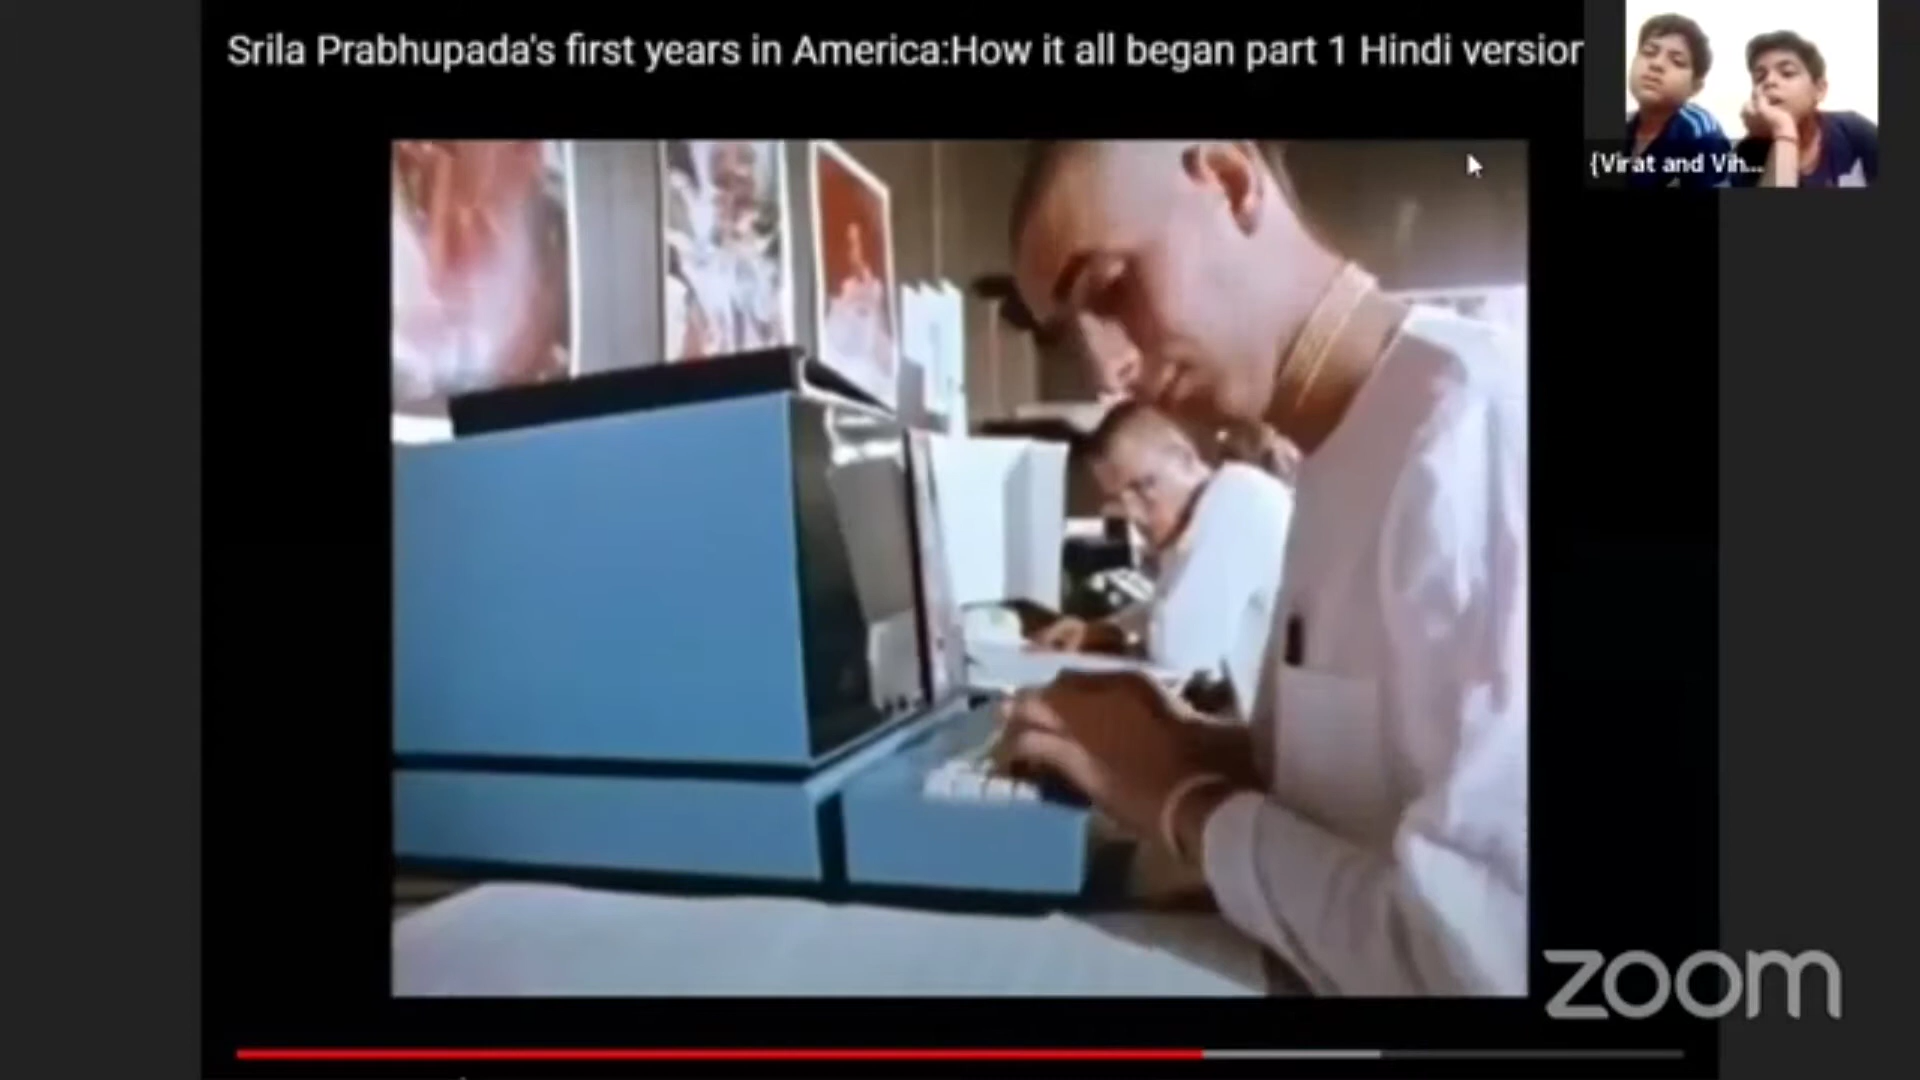 Srila Prabhupada's first years in America:How it all began part 1 Hindi version
{Virat and Vih...
zoom